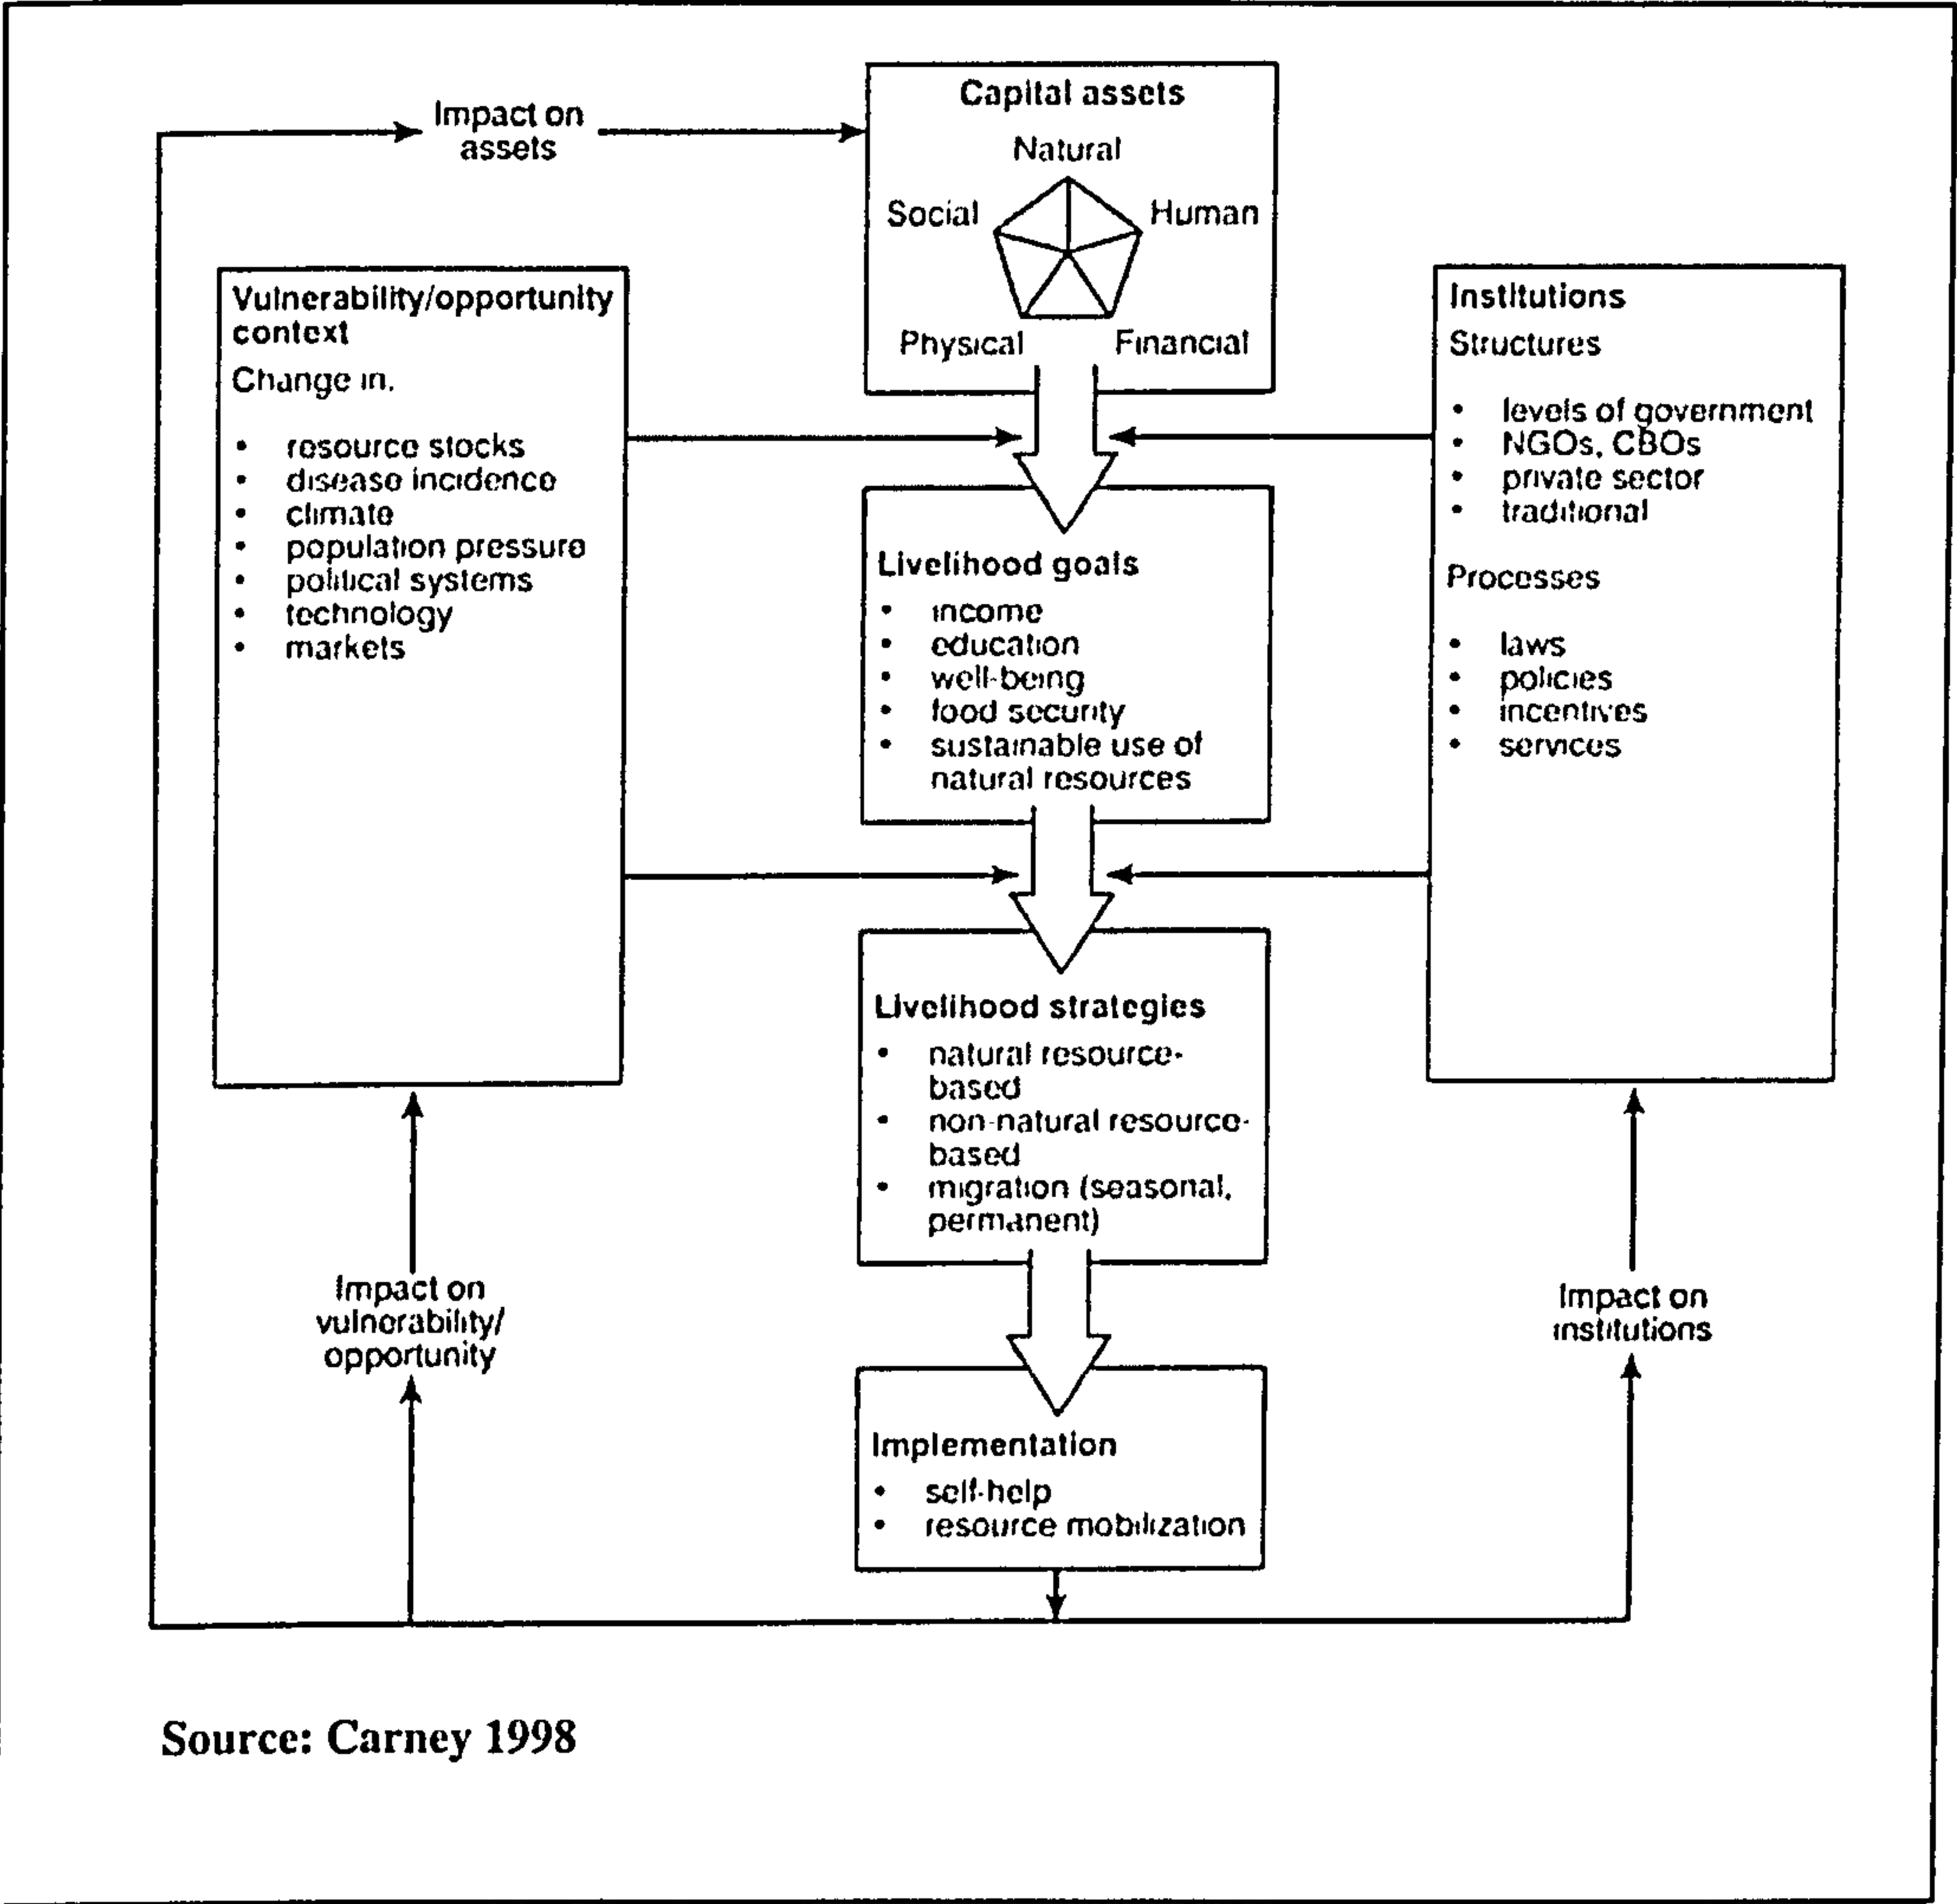 Impact on
assets
Capital assets
Natural
Social
Human
Physical
Financial
Vulnerability/opportunity
context
Change in.
• resource stocks
• disease incidence
• climate
• population pressure
• political systems
• technology
• markets
Institutions
Structures
• levels of government
• NGOs, CBOs
• private sector
• traditional
Processes
• laws
• policies
• incentives
• services
Livelihood goals
• income
• education
• well-being
• food security
• sustainable use of
natural resources
Livelihood strategies
• natural resource-
based
• non-natural resource-
based
• migration (seasonal,
permanent)
Impact on
vulnerability/
opportunity
Impact on
institutions
Implementation
• self-help
• resource mobilization
Source: Carney 1998